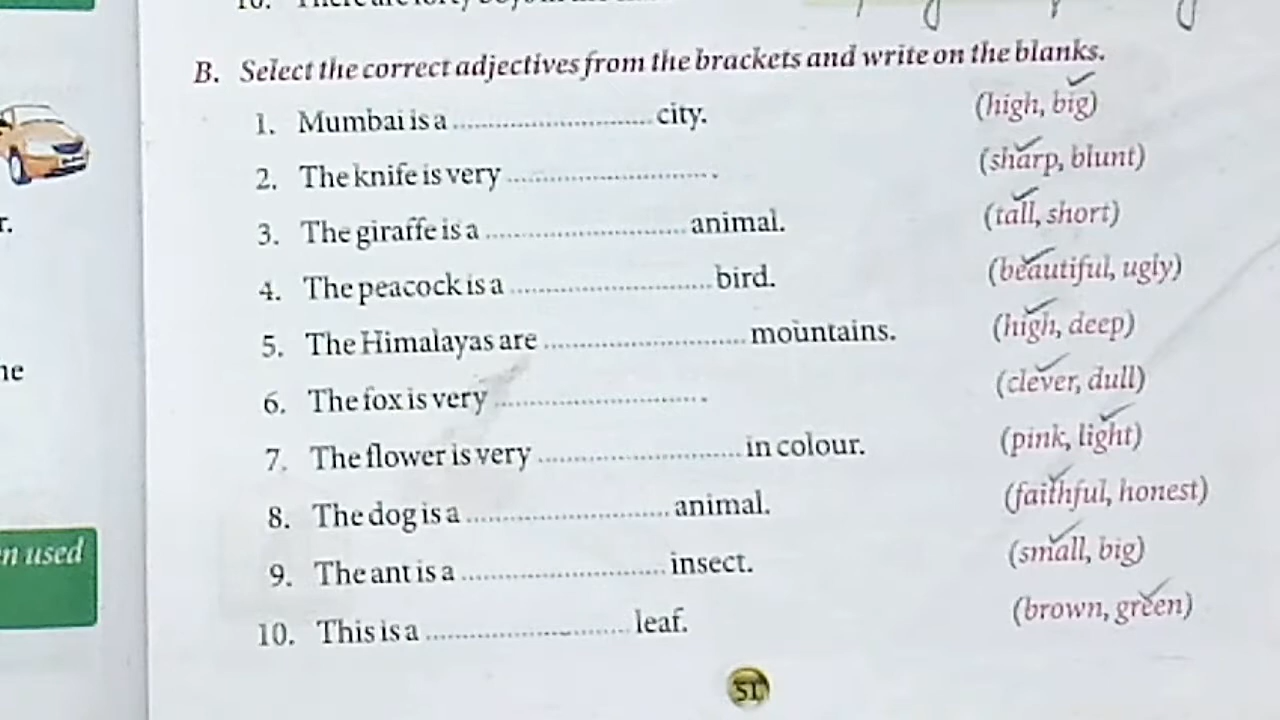 B. Select the correct adjectives from the brackets and write on the blanks.
1. Mumbai is a .............................. city. (high, big)
2. The knife is very .............................. . (sharp, blunt)
r.
3. The giraffe is a .............................. animal. (tall, short)
4. The peacock is a .............................. bird. (beautiful, ugly)
5. The Himalayas are .............................. mountains. (high, deep)
6. The fox is very .............................. . (clever, dull)
7. The flower is very .............................. in colour. (pink, light)
8. The dog is a .............................. animal. (faithful, honest)
n used
9. The ant is a .............................. insect. (small, big)
10. This is a .............................. leaf. (brown, green)
51